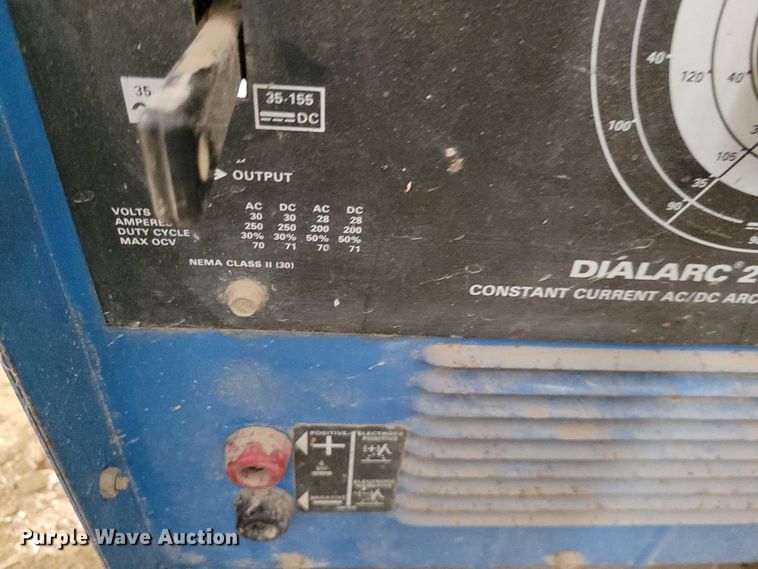 35
35-155
DC
OUTPUT
VOLTS AC DC AC DC
30 30 28 28
AMPERES 250 250 200 200
DUTY CYCLE 30% 30% 50% 50%
MAX OCV 70 71 70 71
NEMA CLASS II (30)
40
120
40
100
105
35
90
DIALARC® 2
CONSTANT CURRENT AC/DC ARC
POSITIVE
ELECTRODE
POSITIVE
NEGATIVE
ELECTRODE
NEGATIVE
Purple Wave Auction